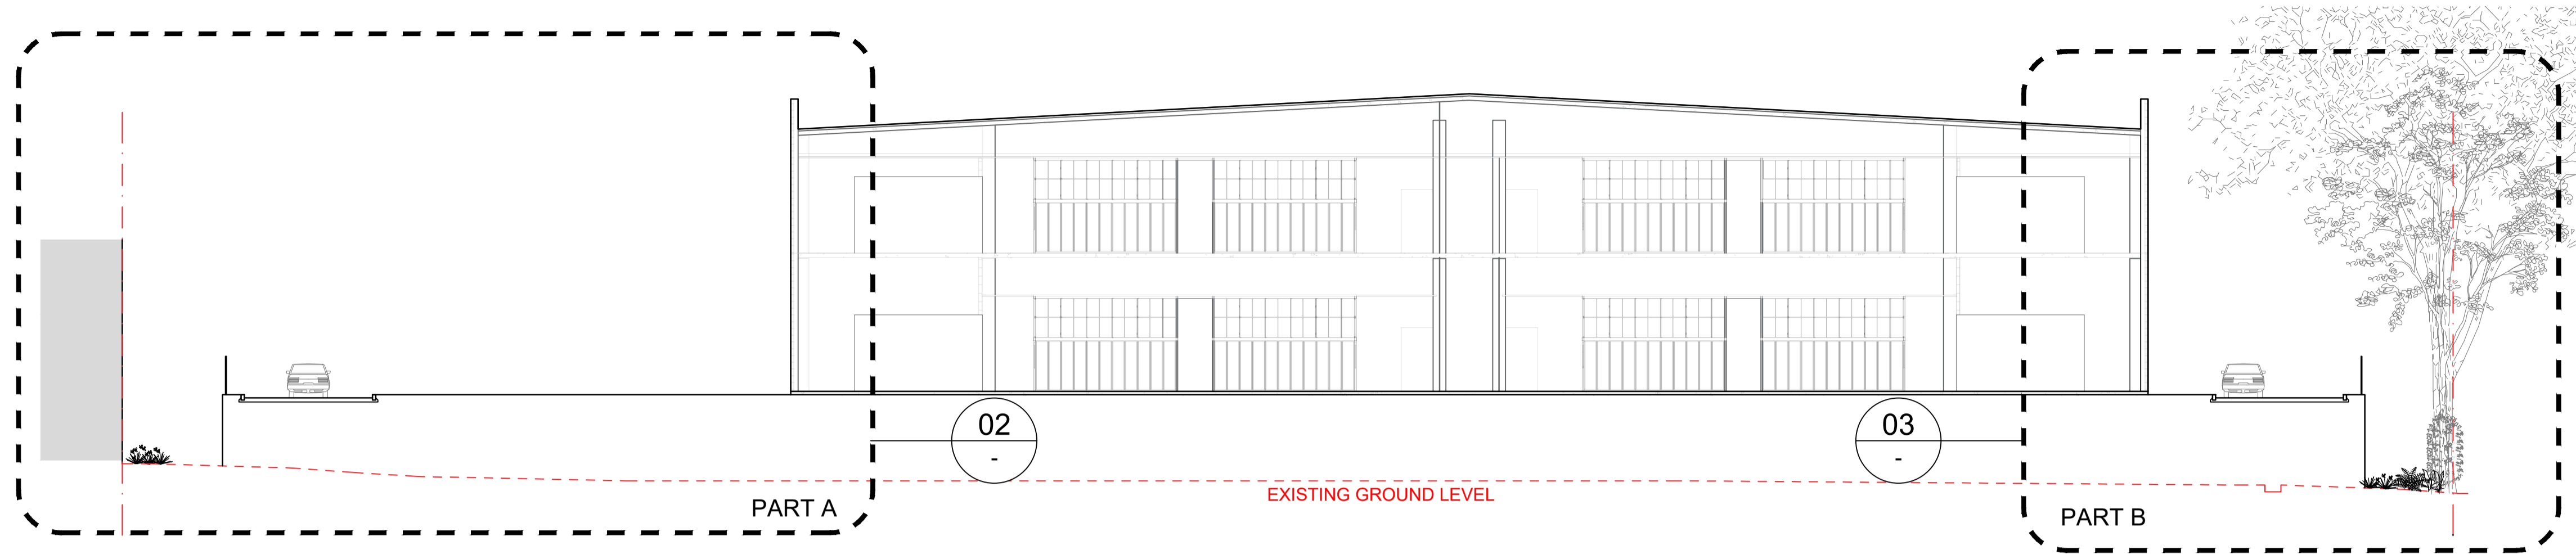 02
-
03
-
EXISTING GROUND LEVEL
PART A
PART B